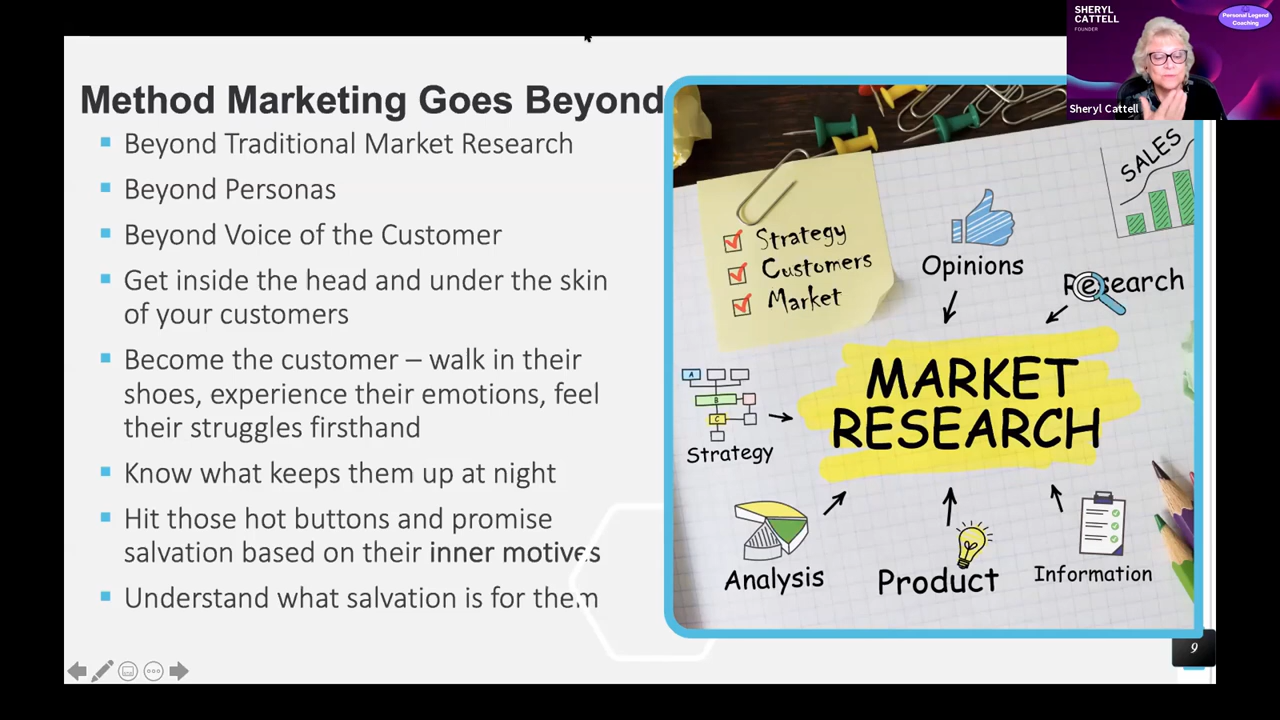 Method Marketing Goes Beyond
Beyond Traditional Market Research
Beyond Personas
Beyond Voice of the Customer
Get inside the head and under the skin
of your customers
Become the customer – walk in their
shoes, experience their emotions, feel
their struggles firsthand
Know what keeps them up at night
Hit those hot buttons and promise
salvation based on their inner motives
Understand what salvation is for them
Strategy
Customers
Market
Opinions
Research
SALES
MARKET
RESEARCH
A
B
C
Strategy
Analysis
Product
Information
9
SHERYL
CATTELL
FOUNDER
Personal Legend
Coaching
Sheryl Cattell